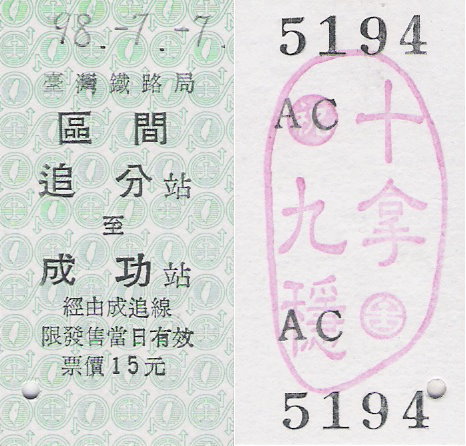 98.-7.-7.
臺灣鐵路局
區間
追分站
至
成功站
經由成追線
限發售當日有效
票價15元
5194
AC
十拿
九穩
AC
5194